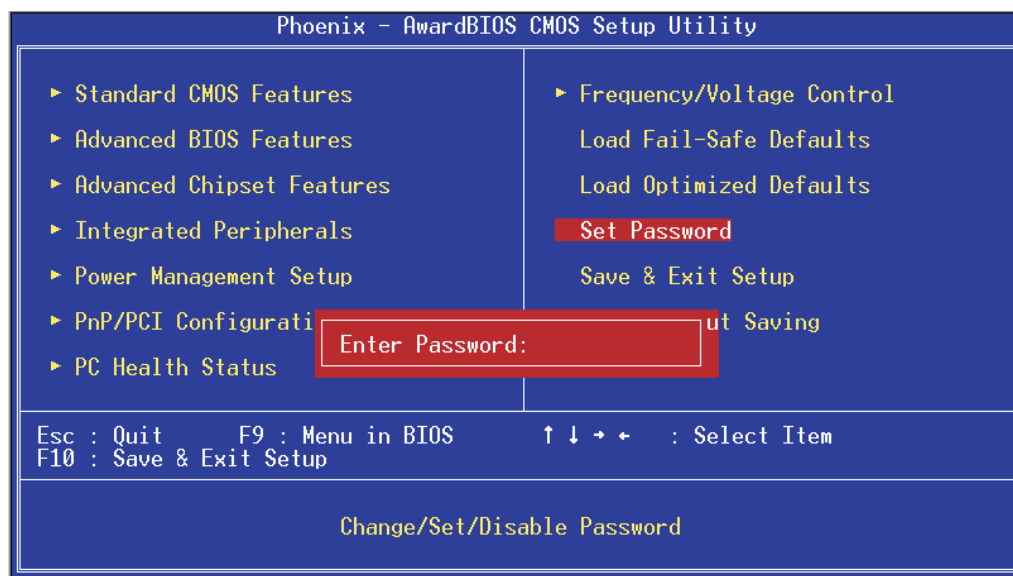 Phoenix - AwardBIOS CMOS Setup Utility
▶ Standard CMOS Features
▶ Advanced BIOS Features
▶ Advanced Chipset Features
▶ Integrated Peripherals
▶ Power Management Setup
▶ PnP/PCI Configurati
▶ PC Health Status
▶ Frequency/Voltage Control
Load Fail-Safe Defaults
Load Optimized Defaults
Set Password
Save & Exit Setup
ut Saving
Enter Password:
Esc : Quit F9 : Menu in BIOS ↑ ↓ → ← : Select Item
F10 : Save & Exit Setup
Change/Set/Disable Password